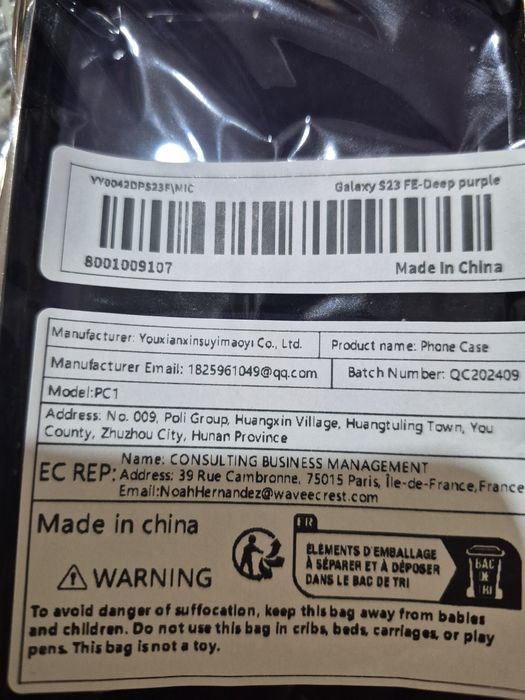 YY0042DPS23F\MIC
Galaxy S23 FE-Deep purple
8001009107
Made In China
Manufacturer: Youxianxinsuyimaoyi Co., Ltd.
Product name: Phone Case
Manufacturer Email: 1825961049@qq.com
Batch Number: QC202409
Model:PC1
Address: No. 009, Poli Group, Huangxin Village, Huangtuling Town, You
County, Zhuzhou City, Hunan Province
EC REP:
Name: CONSULTING BUSINESS MANAGEMENT
Address: 39 Rue Cambronne, 75015 Paris, Île-de-France,France
Email:NoahHernandez@waveecrest.com
Made in china
FR
ÉLÉMENTS D'EMBALLAGE
À SÉPARER ET À DÉPOSER
DANS LE BAC DE TRI
BAC
DE
TRI
WARNING
To avoid danger of suffocation, keep this bag away from babies
and children. Do not use this bag in cribs, beds, carriages, or play
pens. This bag is not a toy.